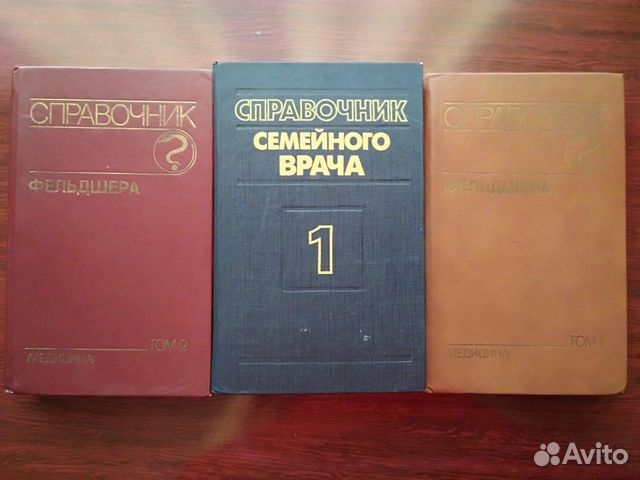 СПРАВОЧНИК
ФЕЛЬДШЕРА
ТОМ 2
«МЕДИЦИНА»
СПРАВОЧНИК
СЕМЕЙНОГО
ВРАЧА
1
СПРАВОЧНИК
ФЕЛЬДШЕРА
ТОМ 1
«МЕДИЦИНА»
Avito